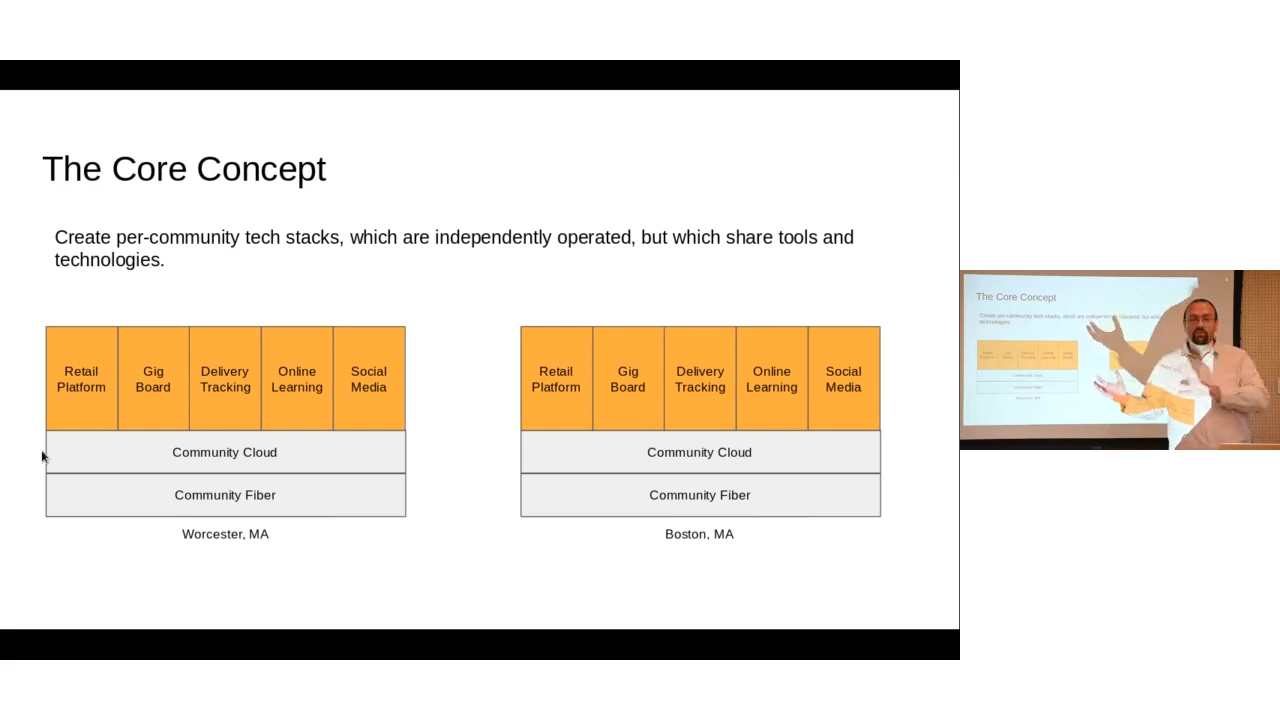 The Core Concept
Create per-community tech stacks, which are independently operated, but which share tools and
technologies.
Retail Platform
Gig Board
Delivery Tracking
Online Learning
Social Media
Community Cloud
Community Fiber
Worcester, MA
Retail Platform
Gig Board
Delivery Tracking
Online Learning
Social Media
Community Cloud
Community Fiber
Boston, MA
The Core Concept